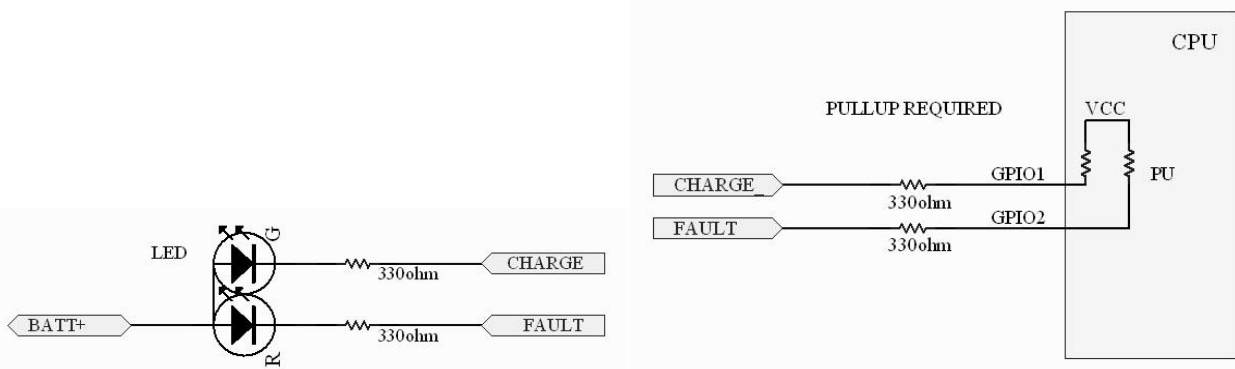 LED
G
330ohm
CHARGE
BATT+
R
330ohm
FAULT
CPU
PULLUP REQUIRED
VCC
CHARGE_
330ohm
GPIO1
PU
FAULT
330ohm
GPIO2